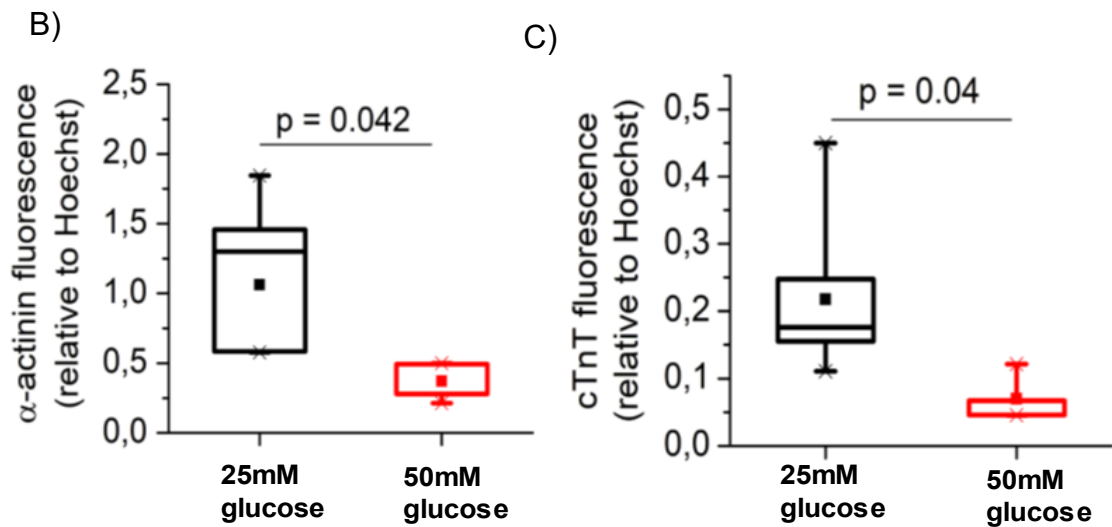 B)
α-actinin fluorescence
(relative to Hoechst)
2,5
2,0
1,5
1,0
0,5
0,0
p = 0.042
25mM
glucose
50mM
glucose
C)
cTnT fluorescence
(relative to Hoechst)
0,5
0,4
0,3
0,2
0,1
0,0
p = 0.04
25mM
glucose
50mM
glucose